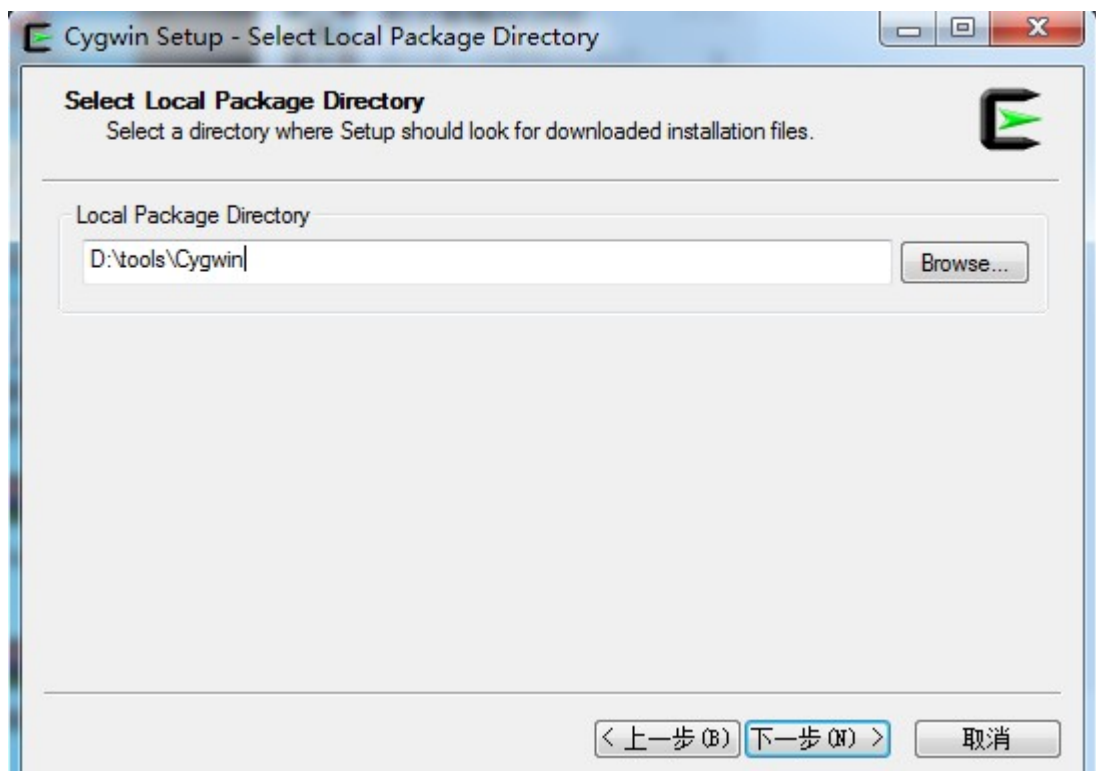 Cygwin Setup - Select Local Package Directory
Select Local Package Directory
Select a directory where Setup should look for downloaded installation files.
Local Package Directory
D:\tools\Cygwin
Browse...
< 上一步(B)
下一步(N) >
取消